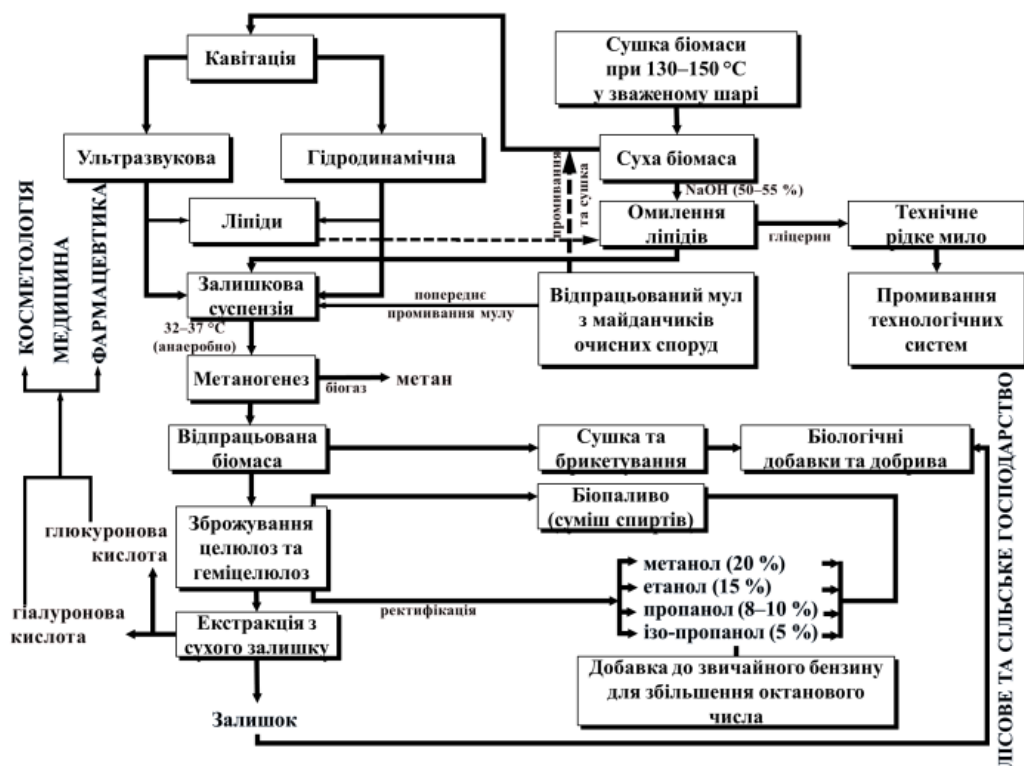 Кавітація
Сушка біомаси
при 130–150 °С
у зваженому шарі
Ультразвукова
Гідродинамічна
Суха біомаса
NaOH (50–55 %)
промивання
та сушка
Ліпіди
Омилення
ліпідів
гліцерин
Технічне
рідке мило
КОСМЕТОЛОГІЯ
МЕДИЦИНА
ФАРМАЦЕВТИКА
Залишкова
суспензія
попереднє
промивання мулу
Відпрацьований мул
з майданчиків
очисних споруд
Промивання
технологічних
систем
32–37 °С
(анаеробно)
Метаногенез
біогаз
метан
Відпрацьована
біомаса
Сушка та
брикетування
Біологічні
добавки та добрива
ЛІСОВЕ ТА СІЛЬСЬКЕ ГОСПОДАРСТВО
Зброжування
целюлоз та
геміцелюлоз
Біопаливо
(суміш спиртів)
глюкуронова
кислота
гіалуронова
кислота
ректифікація
метанол (20 %)
етанол (15 %)
пропанол (8–10 %)
ізо-пропанол (5 %)
Екстракція з
сухого залишку
Добавка до звичайного бензину
для збільшення октанового
числа
Залишок